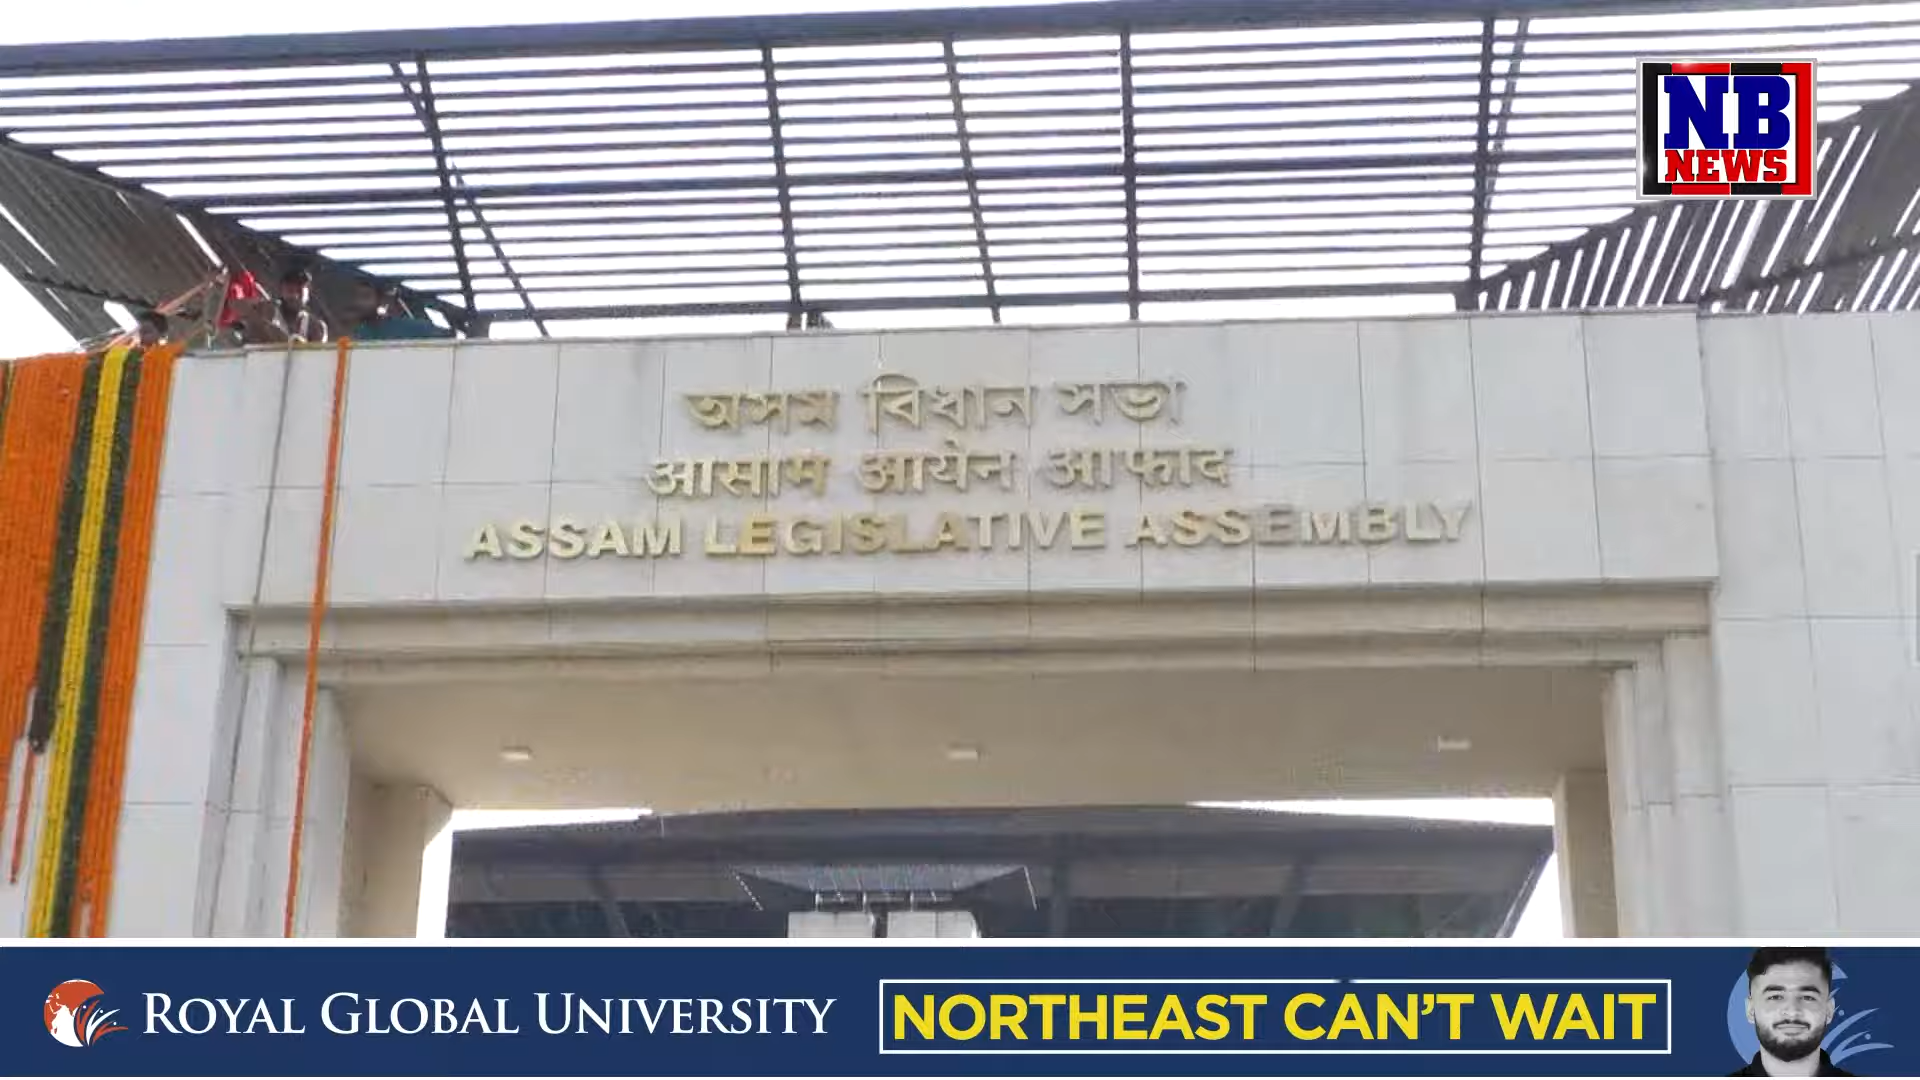 NB
NEWS
অসম বিধান সভা
आसाम आयेन आफाद
ASSAM LEGISLATIVE ASSEMBLY
ROYAL GLOBAL UNIVERSITY
NORTHEAST CAN'T WAIT